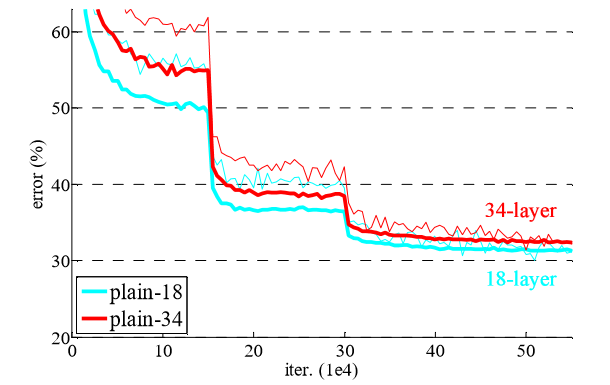 60
50
40
30
20
error (%)
34-layer
18-layer
plain-18
plain-34
0
10
20
30
40
50
iter. (1e4)